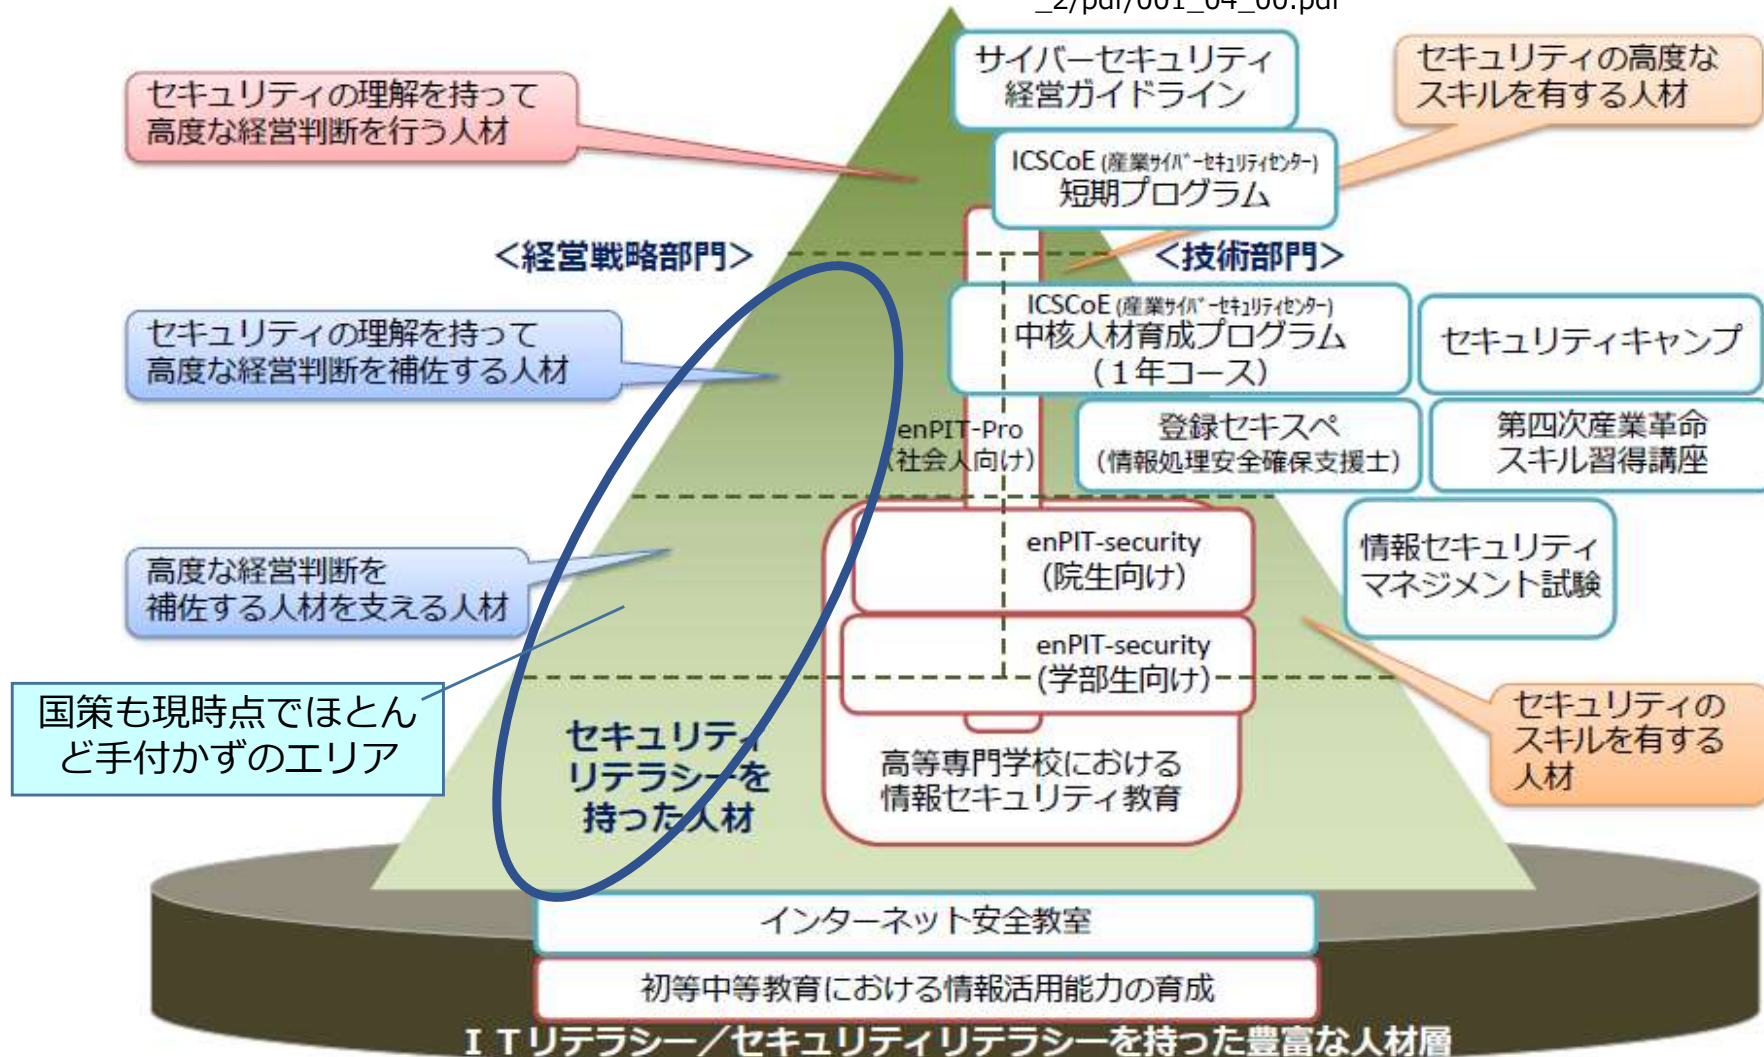 _2/pdf/001_04_00.pdf
サイバーセキュリティ
経営ガイドライン
セキュリティの高度な
スキルを有する人材
セキュリティの理解を持って
高度な経営判断を行う人材
ICSCoE (産業ｻｲﾊﾞｰｾｷｭﾘﾃｨｾﾝﾀｰ)
短期プログラム
＜経営戦略部門＞
＜技術部門＞
セキュリティの理解を持って
高度な経営判断を補佐する人材
ICSCoE (産業ｻｲﾊﾞｰｾｷｭﾘﾃｨｾﾝﾀｰ)
中核人材育成プログラム
（１年コース）
セキュリティキャンプ
enPIT-Pro
（社会人向け）
登録セキスペ
（情報処理安全確保支援士）
第四次産業革命
スキル習得講座
高度な経営判断を
補佐する人材を支える人材
enPIT-security
（院生向け）
情報セキュリティ
マネジメント試験
enPIT-security
（学部生向け）
国策も現時点でほとん
ど手付かずのエリア
セキュリティ
リテラシーを
持った人材
高等専門学校における
情報セキュリティ教育
セキュリティの
スキルを有する
人材
インターネット安全教室
初等中等教育における情報活用能力の育成
ＩＴリテラシー／セキュリティリテラシーを持った豊富な人材層